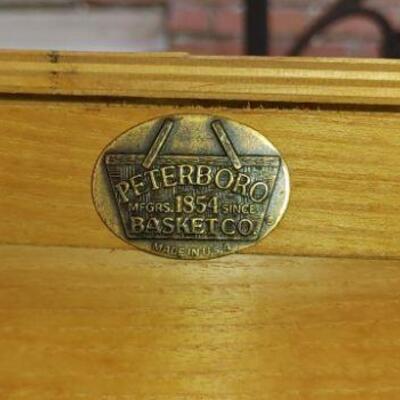 PETERBORO
MFGRS. 1854 SINCE
BASKET CO.
MADE IN U.S.A.